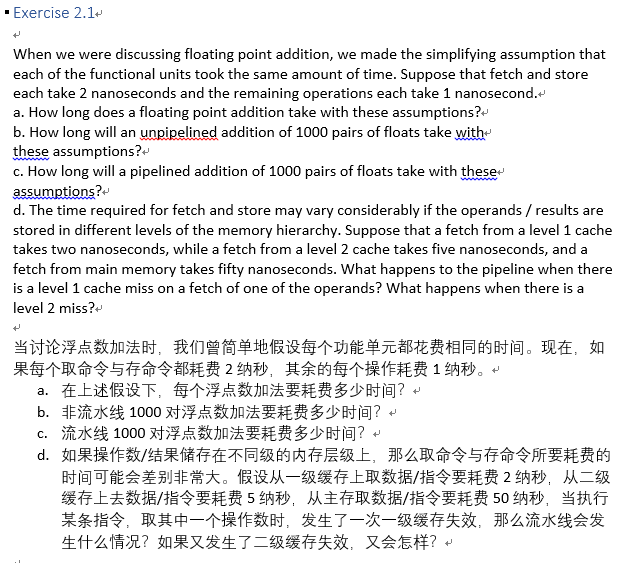 Exercise 2.1
When we were discussing floating point addition, we made the simplifying assumption that
each of the functional units took the same amount of time. Suppose that fetch and store
each take 2 nanoseconds and the remaining operations each take 1 nanosecond.
a. How long does a floating point addition take with these assumptions?
b. How long will an unpipelined addition of 1000 pairs of floats take with
these assumptions?
c. How long will a pipelined addition of 1000 pairs of floats take with these
assumptions?
d. The time required for fetch and store may vary considerably if the operands / results are
stored in different levels of the memory hierarchy. Suppose that a fetch from a level 1 cache
takes two nanoseconds, while a fetch from a level 2 cache takes five nanoseconds, and a
fetch from main memory takes fifty nanoseconds. What happens to the pipeline when there
is a level 1 cache miss on a fetch of one of the operands? What happens when there is a
level 2 miss?
当讨论浮点数加法时，我们曾简单地假设每个功能单元都花费相同的时间。现在，如
果每个取命令与存命令都耗费 2 纳秒，其余的每个操作耗费 1 纳秒。
a. 在上述假设下，每个浮点数加法要耗费多少时间？
b. 非流水线 1000 对浮点数加法要耗费多少时间？
c. 流水线 1000 对浮点数加法要耗费多少时间？
d. 如果操作数/结果储存在不同级的内存层级上，那么取命令与存命令所要耗费的
时间可能会差别非常大。假设从一级缓存上取数据/指令要耗费 2 纳秒，从二级
缓存上去数据/指令要耗费 5 纳秒，从主存取数据/指令要耗费 50 纳秒，当执行
某条指令，取其中一个操作数时，发生了一次一级缓存失效，那么流水线会发
生什么情况？如果又发生了二级缓存失效，又会怎样？